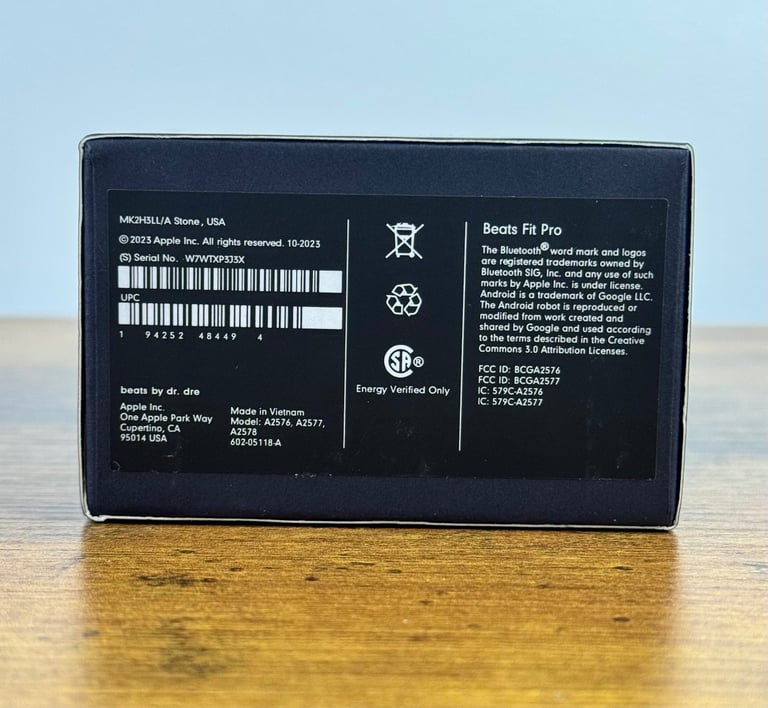 MK2H3LL/A Stone, USA
©2023 Apple Inc. All rights reserved. 10-2023
(S) Serial No. W7WTXP3J3X
UPC
1 94252 48449 4
beats by dr. dre
Apple Inc.
One Apple Park Way
Cupertino, CA
95014 USA
Made in Vietnam
Model: A2576, A2577,
A2578
602-05118-A
SA®
Energy Verified Only
Beats Fit Pro
The Bluetooth® word mark and logos
are registered trademarks owned by
Bluetooth SIG, Inc. and any use of such
marks by Apple Inc. is under license.
Android is a trademark of Google LLC.
The Android robot is reproduced or
modified from work created and
shared by Google and used according
to the terms described in the Creative
Commons 3.0 Attribution Licenses.
FCC ID: BCGA2576
FCC ID: BCGA2577
IC: 579C-A2576
IC: 579C-A2577